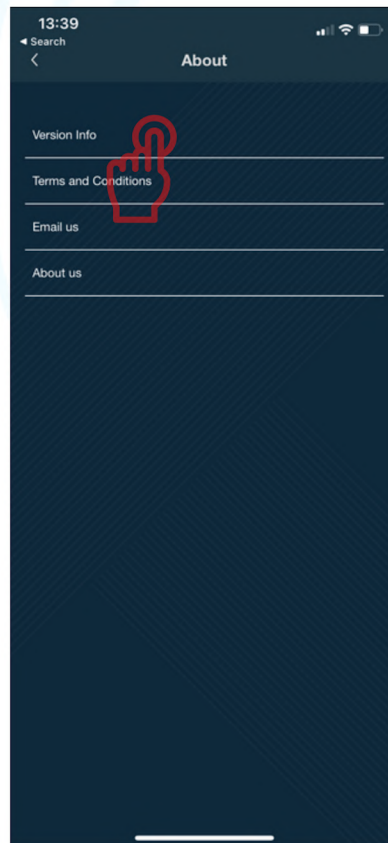 13:39
◀ Search
About
Version Info
Terms and Conditions
Email us
About us